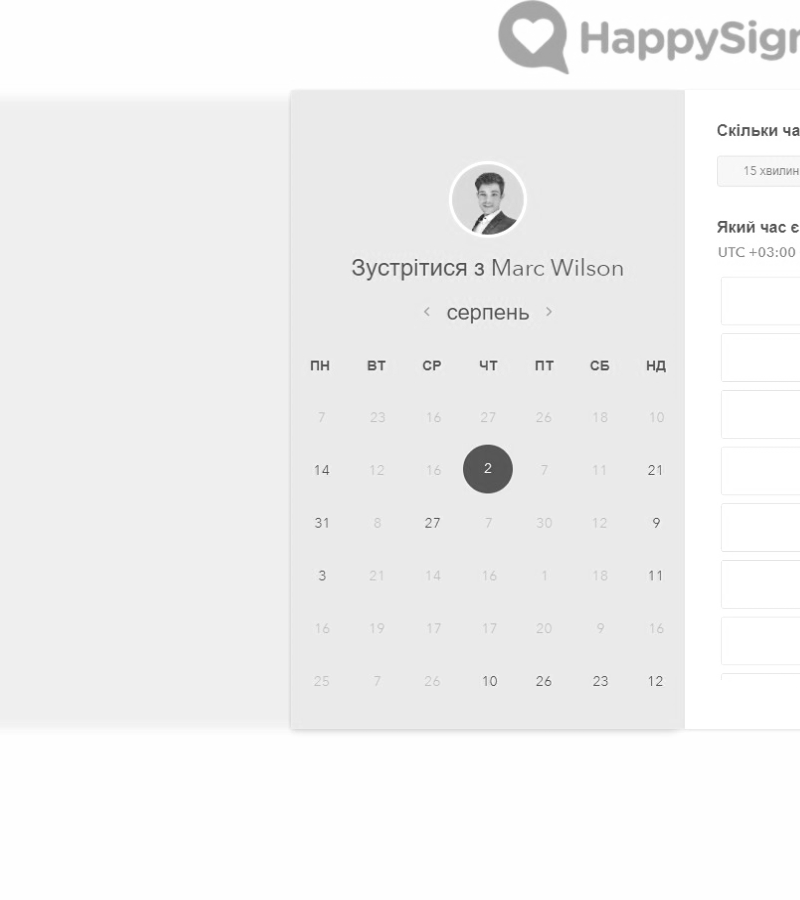 HappySign
Зустрітися з Marc Wilson
серпень
ПН ВТ СР ЧТ ПТ СБ НД
7 23 16 27 26 18 10
14 12 16 2 7 11 21
31 8 27 7 30 12 9
3 21 14 16 1 18 11
16 19 17 17 20 9 16
25 7 26 10 26 23 12
Скільки ча
15 хвилин
Який час є
UTC +03:00